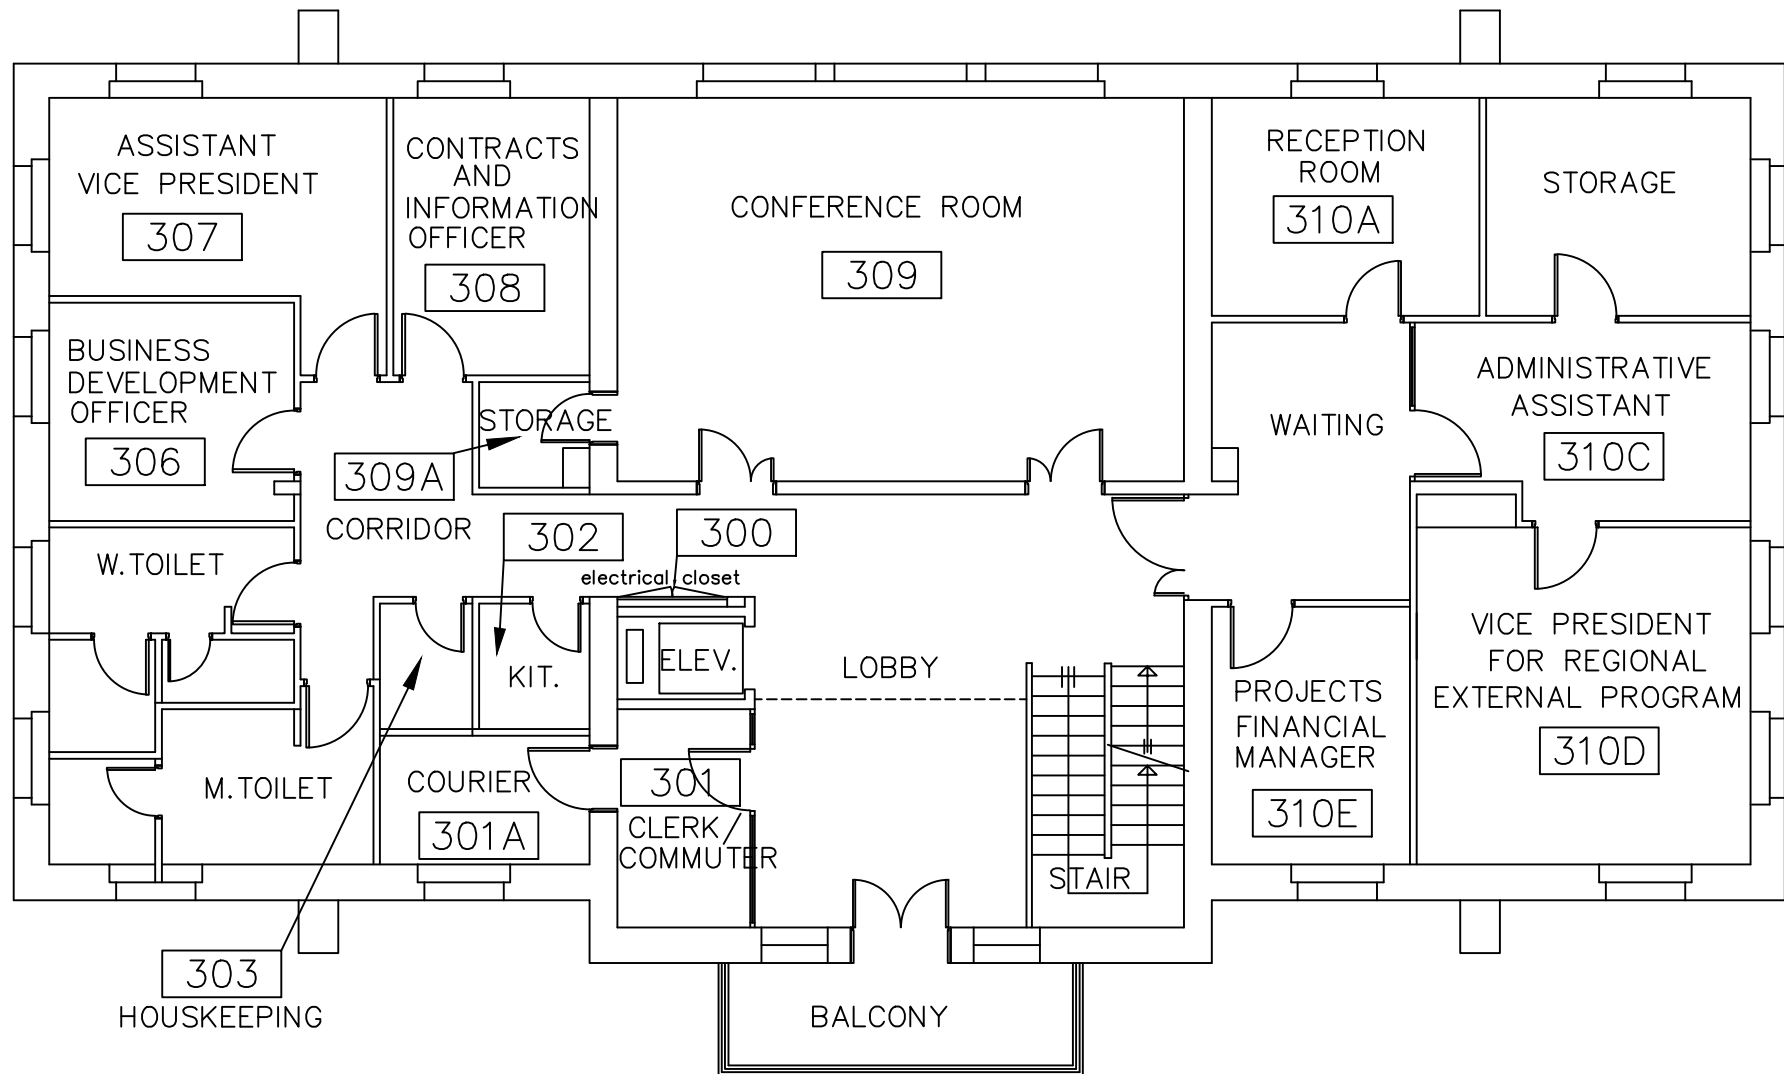 ASSISTANT
VICE PRESIDENT
307
CONTRACTS
AND
INFORMATION
OFFICER
308
CONFERENCE ROOM
309
RECEPTION
ROOM
310A
STORAGE
BUSINESS
DEVELOPMENT
OFFICER
306
STORAGE
309A
WAITING
ADMINISTRATIVE
ASSISTANT
310C
CORRIDOR
302
300
electrical closet
W.TOILET
KIT.
ELEV.
LOBBY
VICE PRESIDENT
FOR REGIONAL
EXTERNAL PROGRAM
310D
PROJECTS
FINANCIAL
MANAGER
310E
M.TOILET
COURIER
301A
301
CLERK/
COMMUTER
STAIR
303
HOUSKEEPING
BALCONY